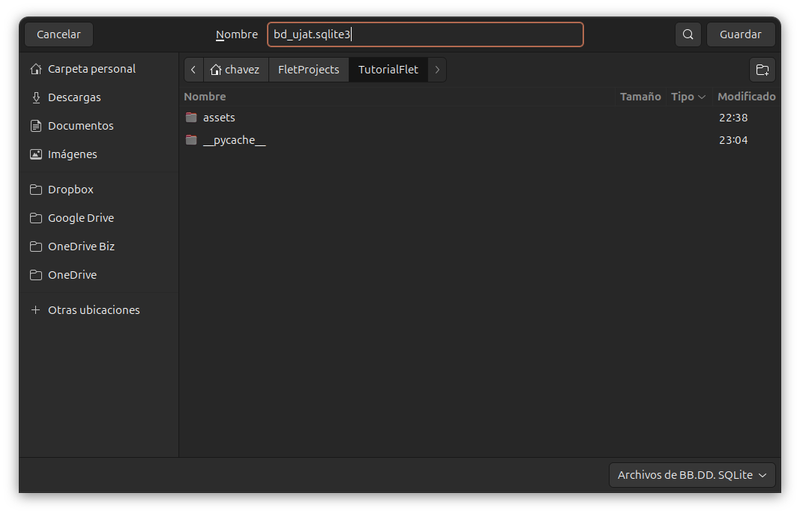 Cancelar
Nombre
bd_ujat.sqlite3
Guardar
Carpeta personal
Descargas
Documentos
Imágenes
Dropbox
Google Drive
OneDrive Biz
OneDrive
Otras ubicaciones
chavez
FletProjects
TutorialFlet
Nombre Tamaño Tipo Modificado
assets 22:38
__pycache__ 23:04
Archivos de BB.DD. SQLite